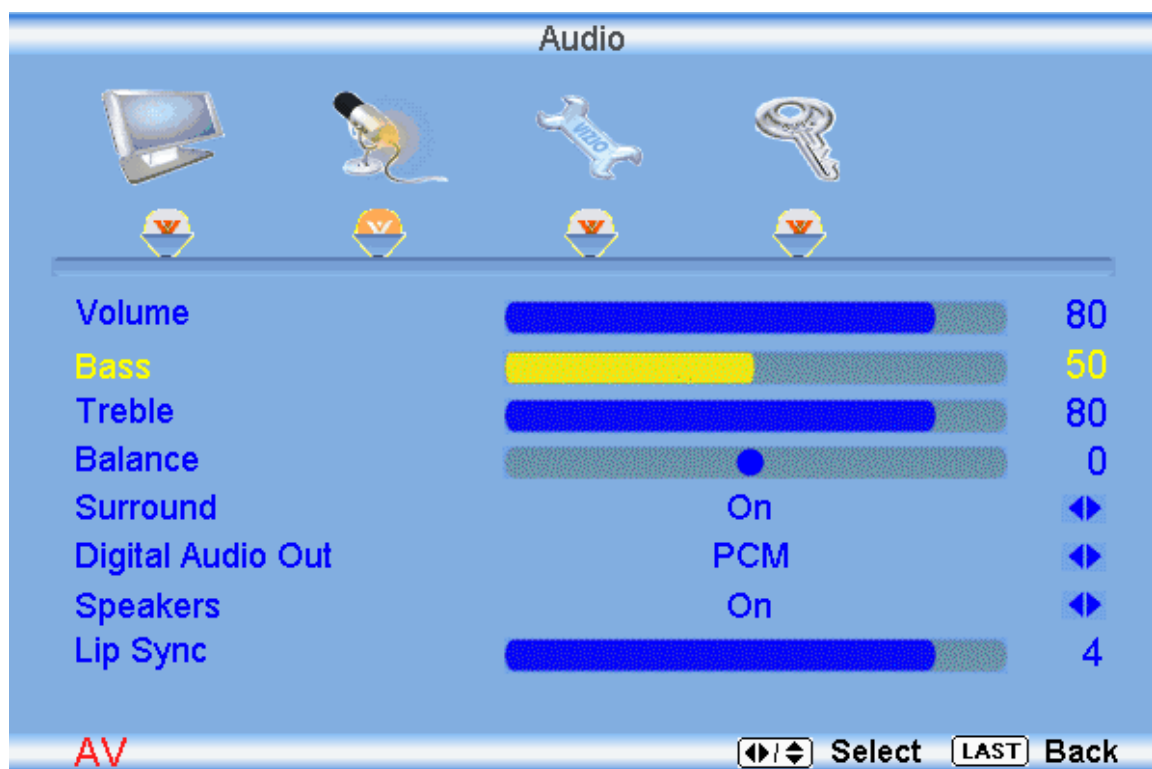 Audio
VIZIO
Volume 80
Bass 50
Treble 80
Balance 0
Surround On
Digital Audio Out PCM
Speakers On
Lip Sync 4
AV Select LAST Back